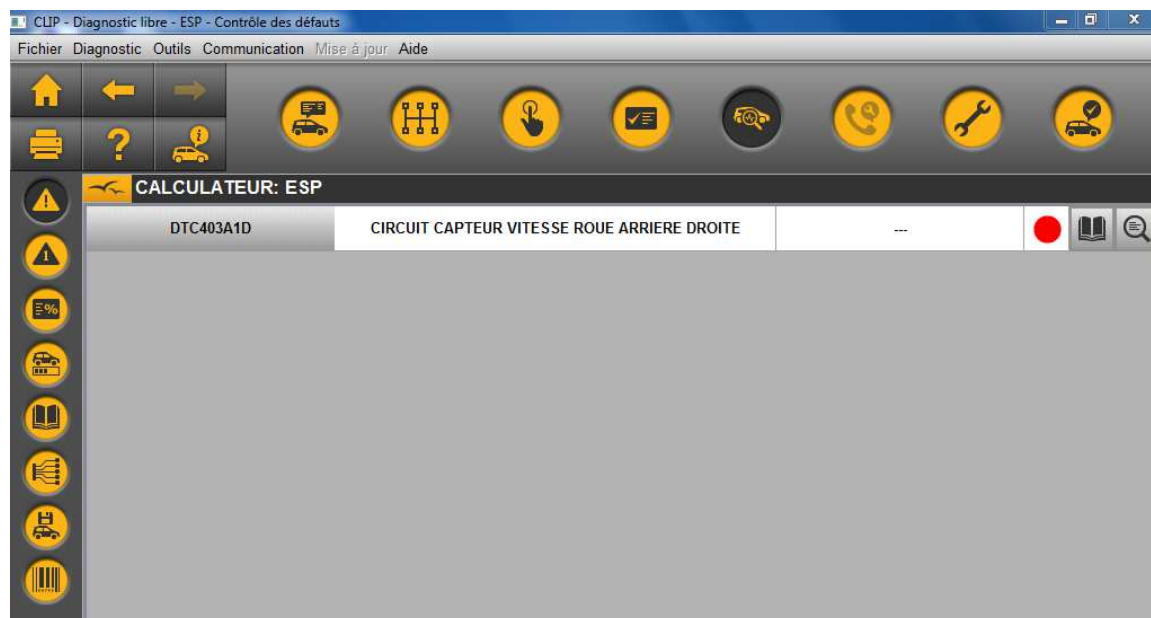 CLIP - Diagnostic libre - ESP - Contrôle des défauts
Fichier Diagnostic Outils Communication Mise à jour Aide
CALCULATEUR: ESP
DTC403A1D CIRCUIT CAPTEUR VITESSE ROUE ARRIERE DROITE ---